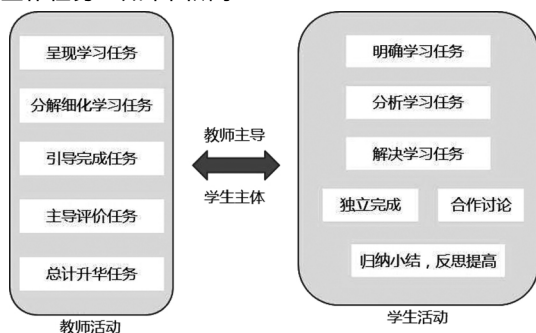 呈现学习任务
分解细化学习任务
引导完成任务
主导评价任务
总计升华任务
教师活动
教师主导
学生主体
明确学习任务
分析学习任务
解决学习任务
独立完成 合作讨论
归纳小结，反思提高
学生活动